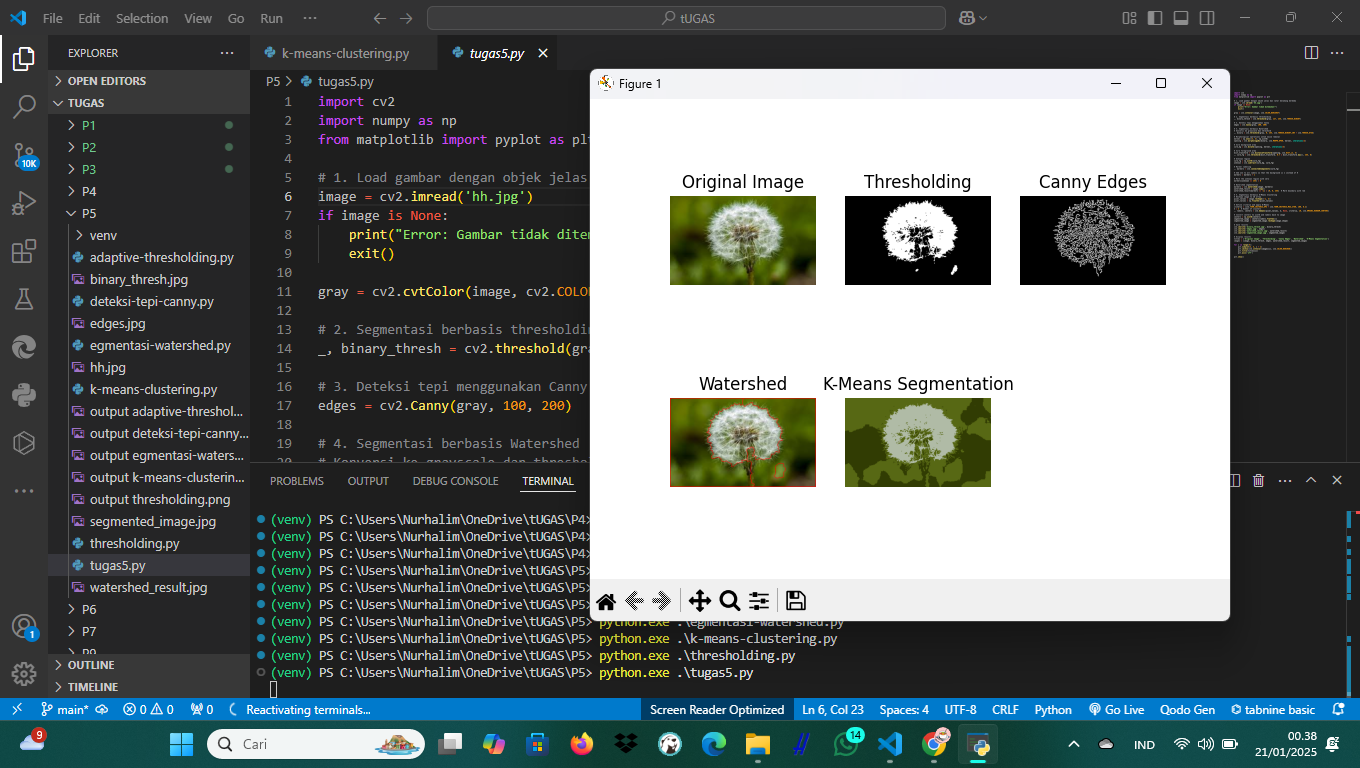 File Edit Selection View Go Run ··· tUGAS
EXPLORER ···
OPEN EDITORS
TUGAS
P1
P2
P3
P4
P5
venv
adaptive-thresholding.py
binary_thresh.jpg
deteksi-tepi-canny.py
edges.jpg
egmentasi-watershed.py
hh.jpg
k-means-clustering.py
output adaptive-threshol...
output deteksi-tepi-canny...
output egmentasi-waters...
output k-means-clusterin...
output thresholding.png
segmented_image.jpg
thresholding.py
tugas5.py
watershed_result.jpg
P6
P7
OUTLINE
TIMELINE
10K
1
k-means-clustering.py tugas5.py
P5 > tugas5.py
1 import cv2
2 import numpy as np
3 from matplotlib import pyplot as plt
4
5 # 1. Load gambar dengan objek jelas
6 image = cv2.imread('hh.jpg')
7 if image is None:
8 print("Error: Gambar tidak diten
9 exit()
10
11 gray = cv2.cvtColor(image, cv2.COLOR
12
13 # 2. Segmentasi berbasis thresholdin
14 _, binary_thresh = cv2.threshold(gra
15
16 # 3. Deteksi tepi menggunakan Canny
17 edges = cv2.Canny(gray, 100, 200)
18
19 # 4. Segmentasi berbasis Watershed
Figure 1
Original Image Thresholding Canny Edges
Watershed K-Means Segmentation
PROBLEMS OUTPUT DEBUG CONSOLE TERMINAL
(venv) PS C:\Users\Nurhalim\OneDrive\tUGAS\P4>
(venv) PS C:\Users\Nurhalim\OneDrive\tUGAS\P4>
(venv) PS C:\Users\Nurhalim\OneDrive\tUGAS\P4>
(venv) PS C:\Users\Nurhalim\OneDrive\tUGAS\P5>
(venv) PS C:\Users\Nurhalim\OneDrive\tUGAS\P5>
(venv) PS C:\Users\Nurhalim\OneDrive\tUGAS\P5>
(venv) PS C:\Users\Nurhalim\OneDrive\tUGAS\P5> python.exe .\egmentasi-watershed.py
(venv) PS C:\Users\Nurhalim\OneDrive\tUGAS\P5> python.exe .\k-means-clustering.py
(venv) PS C:\Users\Nurhalim\OneDrive\tUGAS\P5> python.exe .\thresholding.py
(venv) PS C:\Users\Nurhalim\OneDrive\tUGAS\P5> python.exe .\tugas5.py
main* 0 0 0 Reactivating terminals... Screen Reader Optimized Ln 6, Col 23 Spaces: 4 UTF-8 CRLF Python Go Live Qodo Gen tabnine basic
9 Cari 14 IND 00.38
21/01/2025